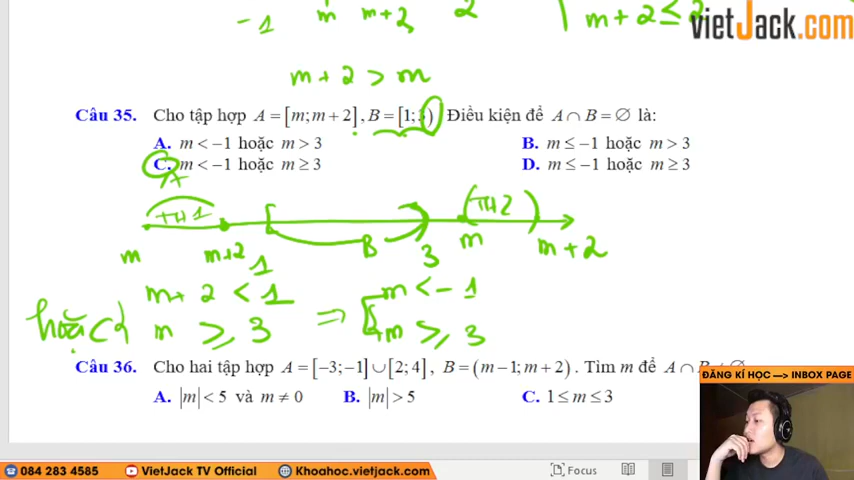 -1 m m+2 2 m+2≤2
vietJack.com
m+2 > m
Câu 35. Cho tập hợp A = [m; m + 2], B = [1; 3) Điều kiện để A ∩ B = ∅ là:
A. m < −1 hoặc m > 3 B. m ≤ −1 hoặc m > 3
C. m < −1 hoặc m ≥ 3 D. m ≤ −1 hoặc m ≥ 3
A
TH1 TH2
m m+2 1 B 3 m m+2
m+ 2 < 1 ⇒ m < -1
hoặc m ≥ 3 m ≥ 3
Câu 36. Cho hai tập hợp A = [−3; −1] ∪ [2; 4], B = (m − 1; m + 2). Tìm m để A ∩
A. |m| < 5 và m ≠ 0 B. |m| > 5 C. 1 ≤ m ≤ 3
ĐĂNG KÍ HỌC —> INBOX PAGE
084 283 4585 VietJack TV Official Khoahoc.vietjack.com Focus